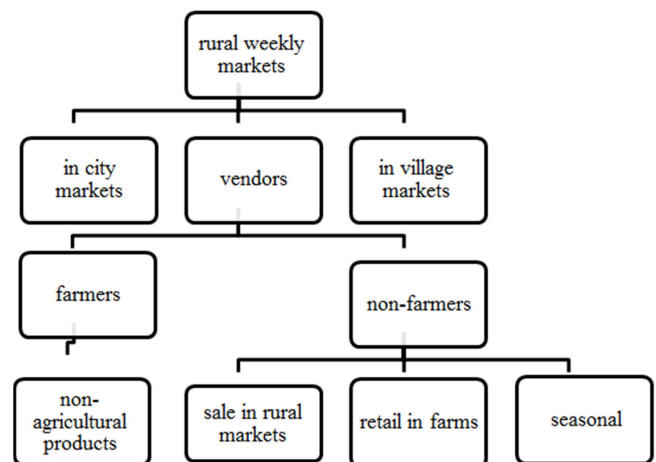 rural weekly
markets
in city
markets
vendors
in village
markets
farmers
non-farmers
non-
agricultural
products
sale in rural
markets
retail in farms
seasonal